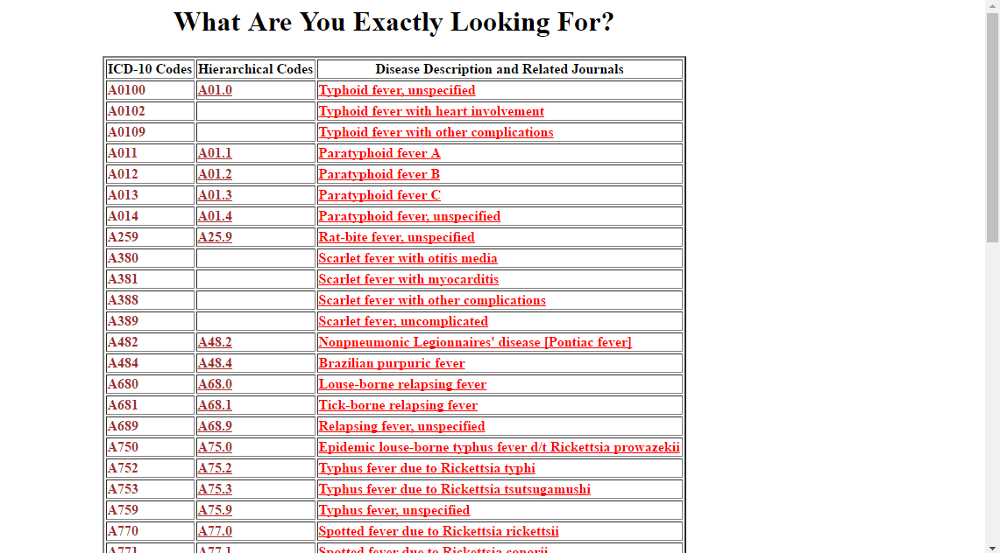 What Are You Exactly Looking For?
ICD-10 Codes Hierarchical Codes Disease Description and Related Journals
A0100 A01.0 Typhoid fever, unspecified
A0102 Typhoid fever with heart involvement
A0109 Typhoid fever with other complications
A011 A01.1 Paratyphoid fever A
A012 A01.2 Paratyphoid fever B
A013 A01.3 Paratyphoid fever C
A014 A01.4 Paratyphoid fever, unspecified
A259 A25.9 Rat-bite fever, unspecified
A380 Scarlet fever with otitis media
A381 Scarlet fever with myocarditis
A388 Scarlet fever with other complications
A389 Scarlet fever, uncomplicated
A482 A48.2 Nonpneumonic Legionnaires' disease [Pontiac fever]
A484 A48.4 Brazilian purpuric fever
A680 A68.0 Louse-borne relapsing fever
A681 A68.1 Tick-borne relapsing fever
A689 A68.9 Relapsing fever, unspecified
A750 A75.0 Epidemic louse-borne typhus fever d/t Rickettsia prowazekii
A752 A75.2 Typhus fever due to Rickettsia typhi
A753 A75.3 Typhus fever due to Rickettsia tsutsugamushi
A759 A75.9 Typhus fever, unspecified
A770 A77.0 Spotted fever due to Rickettsia rickettsii
A771 A77.1 Spotted fever due to Rickettsia conorii